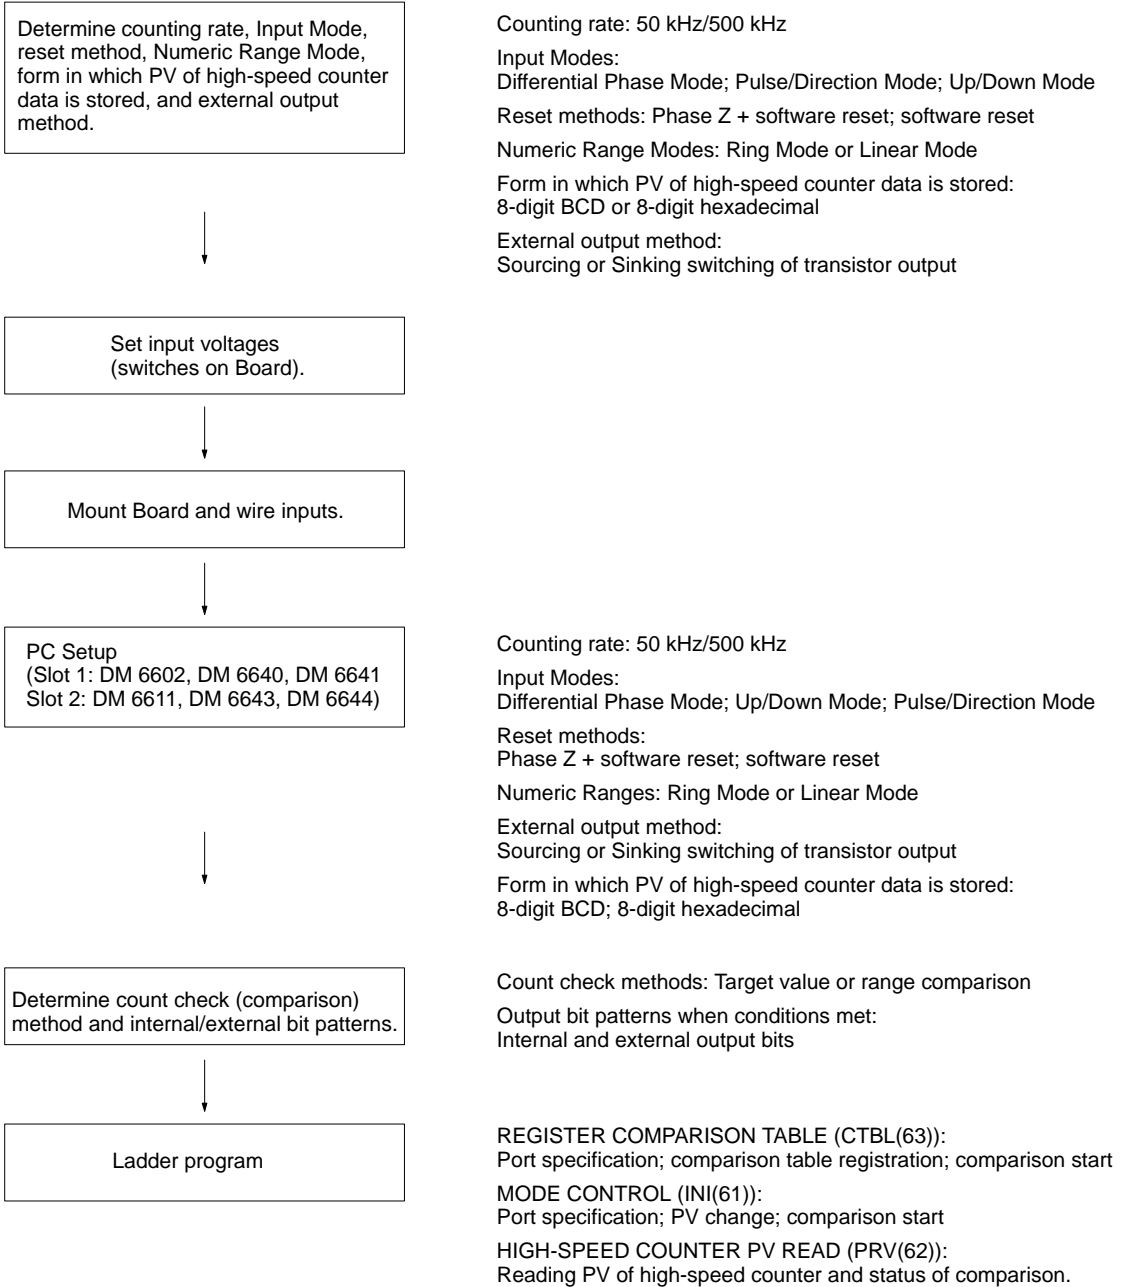 Determine counting rate, Input Mode,
reset method, Numeric Range Mode,
form in which PV of high-speed counter
data is stored, and external output
method.
Counting rate: 50 kHz/500 kHz
Input Modes:
Differential Phase Mode; Pulse/Direction Mode; Up/Down Mode
Reset methods: Phase Z + software reset; software reset
Numeric Range Modes: Ring Mode or Linear Mode
Form in which PV of high-speed counter data is stored:
8-digit BCD or 8-digit hexadecimal
External output method:
Sourcing or Sinking switching of transistor output
Set input voltages
(switches on Board).
Mount Board and wire inputs.
PC Setup
(Slot 1: DM 6602, DM 6640, DM 6641
Slot 2: DM 6611, DM 6643, DM 6644)
Counting rate: 50 kHz/500 kHz
Input Modes:
Differential Phase Mode; Up/Down Mode; Pulse/Direction Mode
Reset methods:
Phase Z + software reset; software reset
Numeric Ranges: Ring Mode or Linear Mode
External output method:
Sourcing or Sinking switching of transistor output
Form in which PV of high-speed counter data is stored:
8-digit BCD; 8-digit hexadecimal
Determine count check (comparison)
method and internal/external bit patterns.
Count check methods: Target value or range comparison
Output bit patterns when conditions met:
Internal and external output bits
Ladder program
REGISTER COMPARISON TABLE (CTBL(63)):
Port specification; comparison table registration; comparison start
MODE CONTROL (INI(61)):
Port specification; PV change; comparison start
HIGH-SPEED COUNTER PV READ (PRV(62)):
Reading PV of high-speed counter and status of comparison.